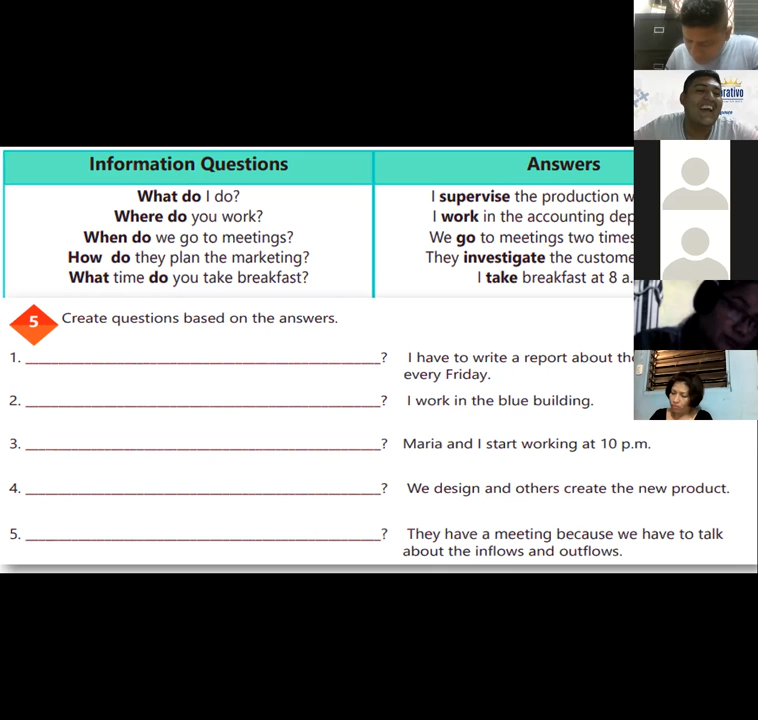 Information Questions
Answers
What do I do?
I supervise the production
Where do you work?
I work in the accounting
When do we go to meetings?
We go to meetings two times
How do they plan the marketing?
They investigate the
What time do you take breakfast?
I take breakfast at 8 a.
5 Create questions based on the answers.
1. ? I have to write a report about
every Friday.
2. ? I work in the blue building.
3. ? Maria and I start working at 10 p.m.
4. ? We design and others create the new product.
5. ? They have a meeting because we have to talk
about the inflows and outflows.
rativo